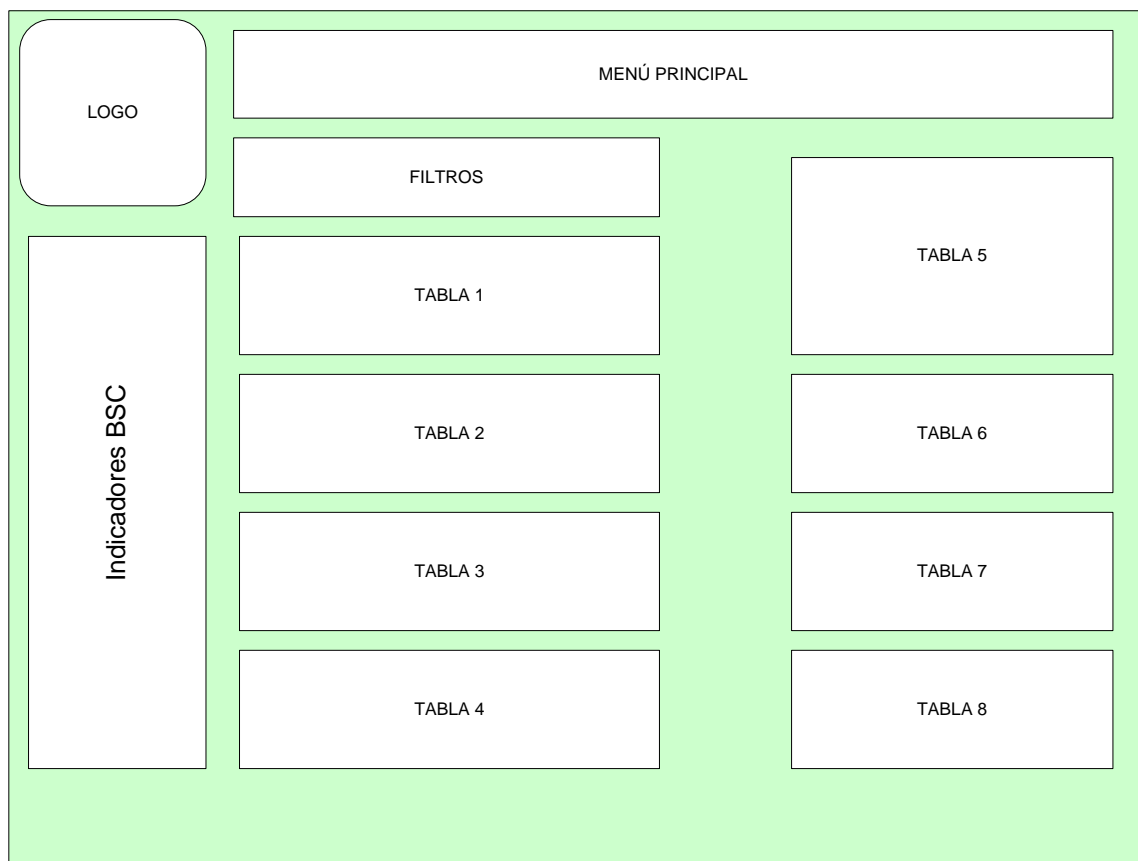 LOGO
MENÚ PRINCIPAL
FILTROS
Indicadores BSC
TABLA 1
TABLA 2
TABLA 3
TABLA 4
TABLA 5
TABLA 6
TABLA 7
TABLA 8